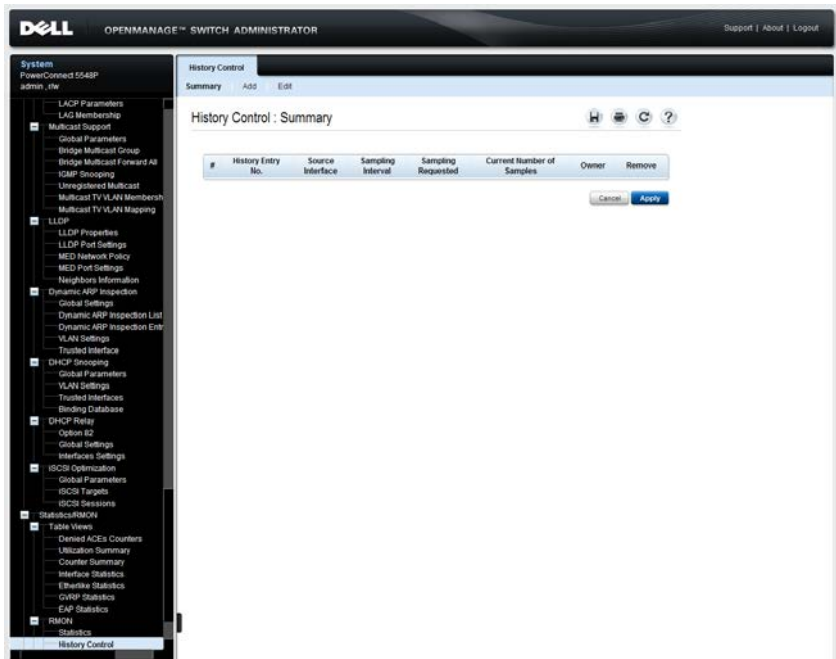 DELL OPENMANAGE™ SWITCH ADMINISTRATOR
Support | About | Logout
System
PowerConnect 5548P
admin , r/w
LACP Parameters
LAG Membership
Multicast Support
Global Parameters
Bridge Multicast Group
Bridge Multicast Forward All
IGMP Snooping
Unregistered Multicast
Multicast TV VLAN Membersh
Multicast TV VLAN Mapping
LLDP
LLDP Properties
LLDP Port Settings
MED Network Policy
MED Port Settings
Neighbors Information
Dynamic ARP Inspection
Global Settings
Dynamic ARP Inspection List
Dynamic ARP Inspection Entr
VLAN Settings
Trusted Interface
DHCP Snooping
Global Parameters
VLAN Settings
Trusted Interfaces
Binding Database
DHCP Relay
Option 82
Global Settings
Interfaces Settings
iSCSI Optimization
Global Parameters
iSCSI Targets
iSCSI Sessions
Statistics/RMON
Table Views
Denied ACEs Counters
Utilization Summary
Counter Summary
Interface Statistics
Etherlike Statistics
GVRP Statistics
EAP Statistics
RMON
Statistics
History Control
History Control
Summary Add Edit
History Control : Summary
?
# History Entry No. Source Interface Sampling Interval Sampling Requested Current Number of Samples Owner Remove
Cancel Apply